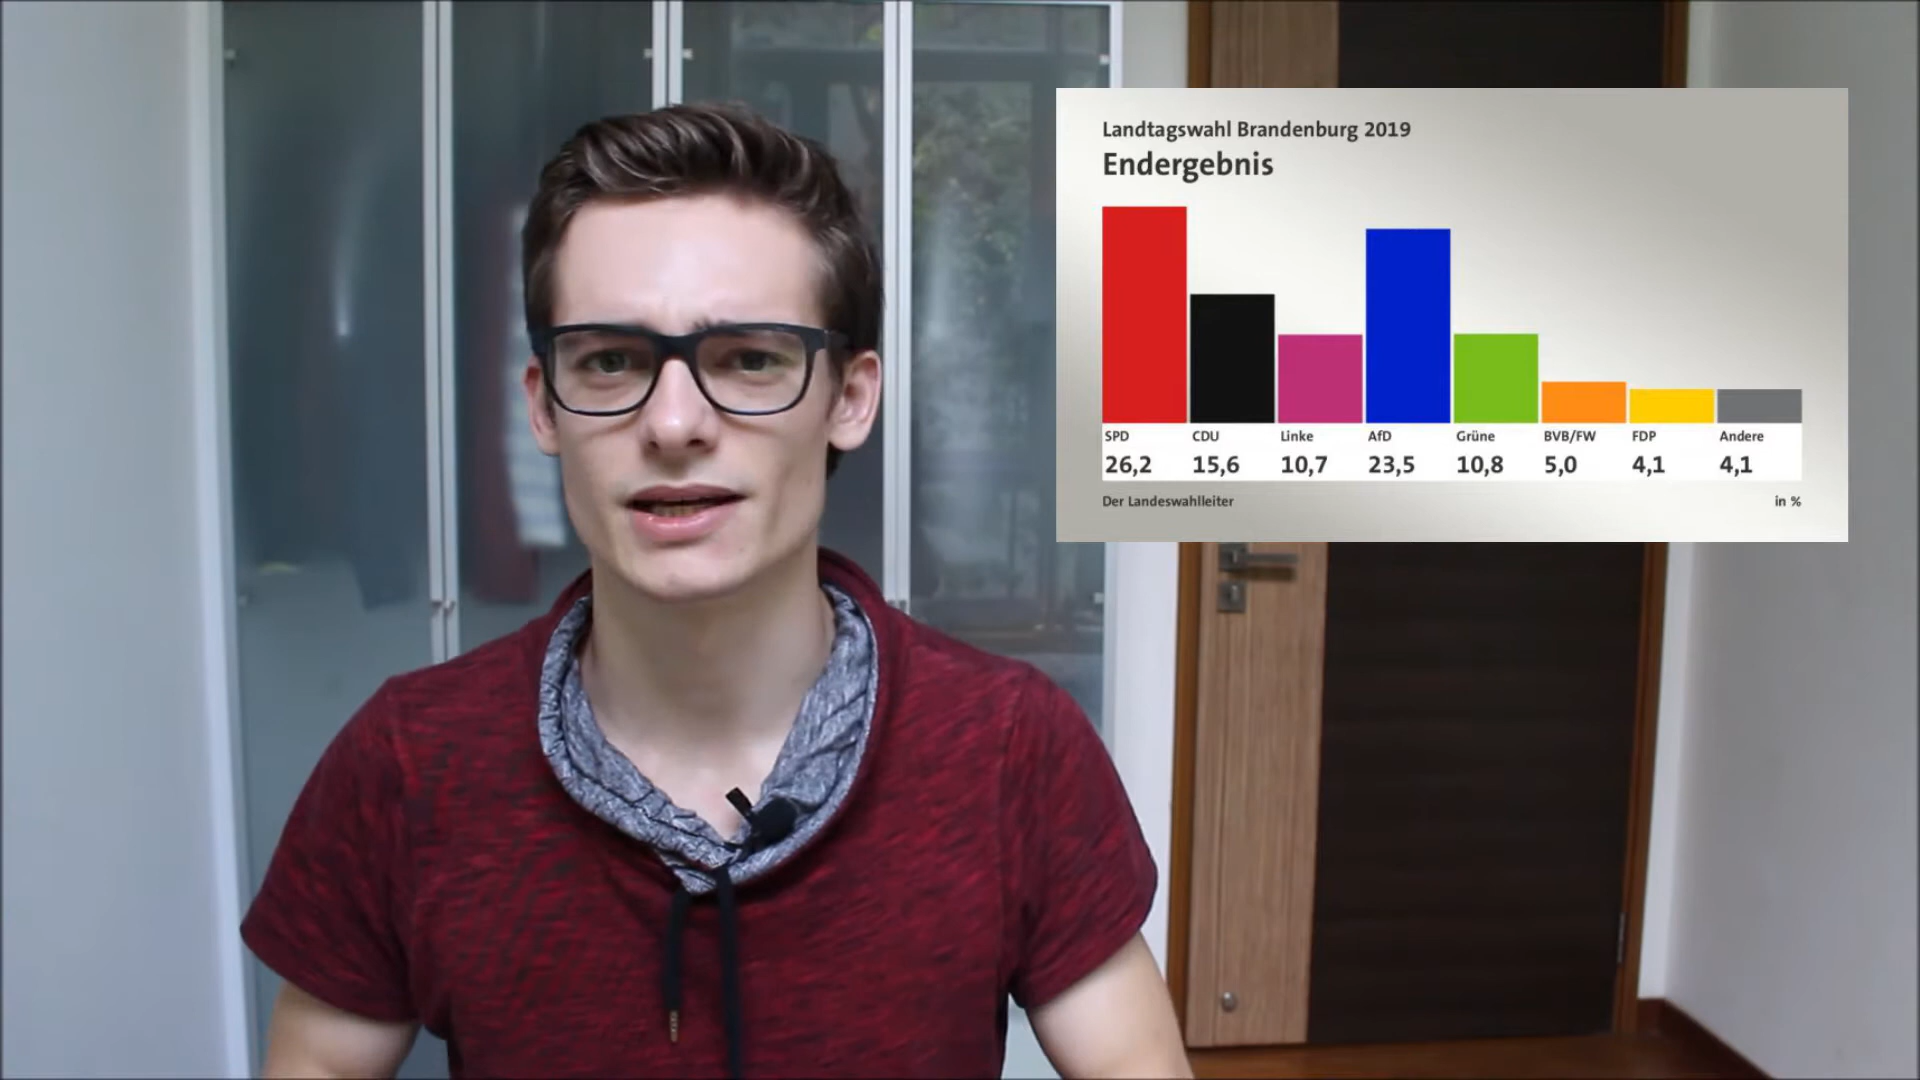 Landtagswahl Brandenburg 2019
Endergebnis
SPD CDU Linke AfD Grüne BVB/FW FDP Andere
26,2 15,6 10,7 23,5 10,8 5,0 4,1 4,1
Der Landeswahlleiter in %